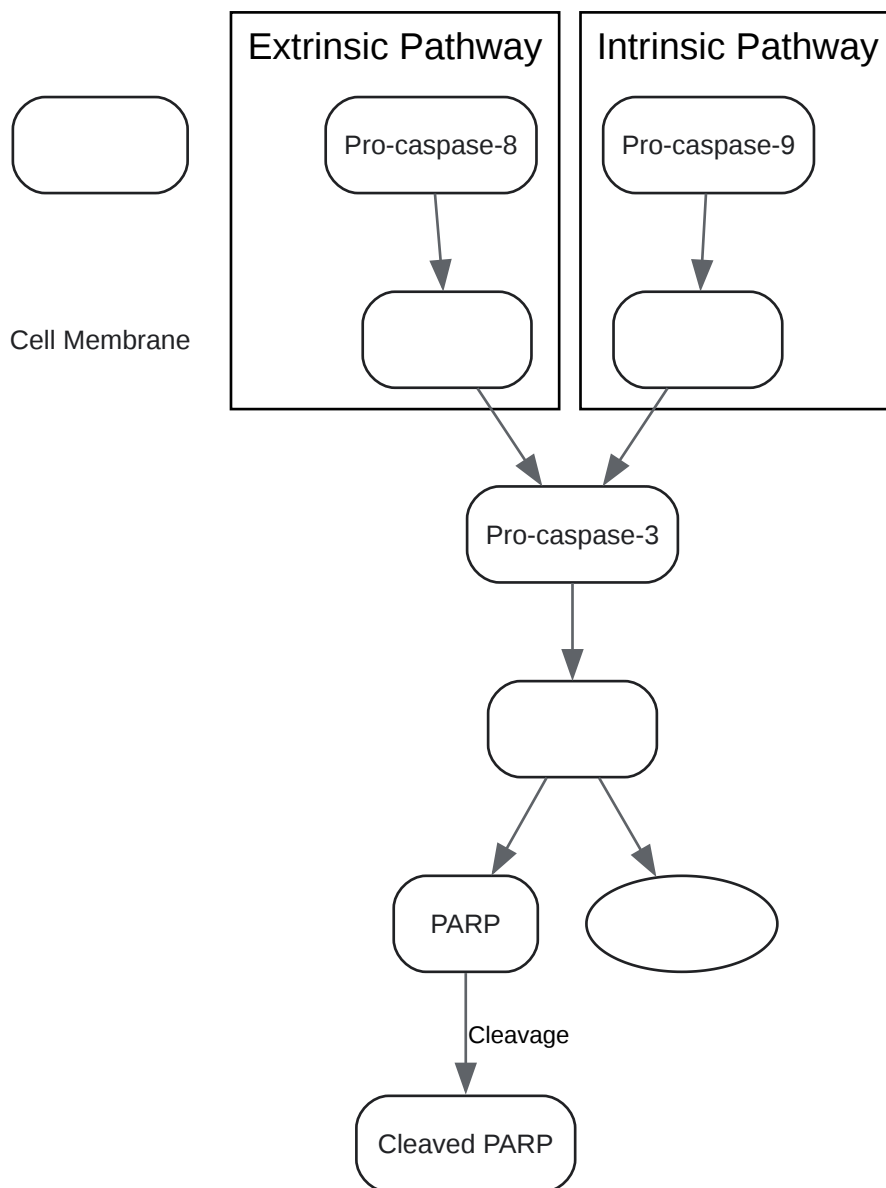 Extrinsic Pathway
Intrinsic Pathway
Pro-caspase-8
Pro-caspase-9
Cell Membrane
Pro-caspase-3
PARP
Cleavage
Cleaved PARP